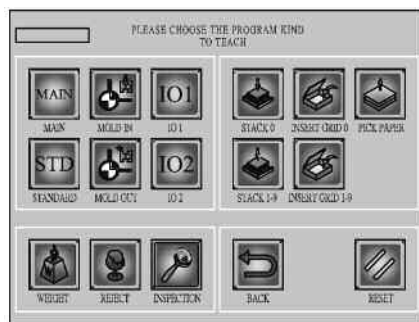 PLEASE CHOOSE THE PROGRAM KIND
TO TEACH
MAIN
IO1
MAIN
MOLD IN
IO 1
STACK 0
INSERT GRID 0
PICK PAPER
STD
IO2
STANDARD
MOLD OUT
IO 2
STACK 1-9
INSERT GRID 1-9
WEIGHT
REJECT
INSPECTION
BACK
RESET